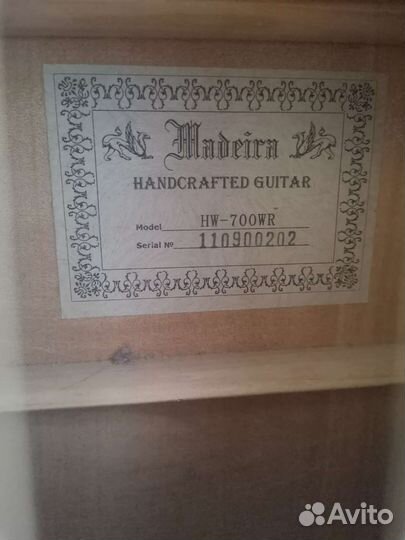 Madeira
HANDCRAFTED GUITAR
Model HW-700WR
Serial № 110900202
Avito